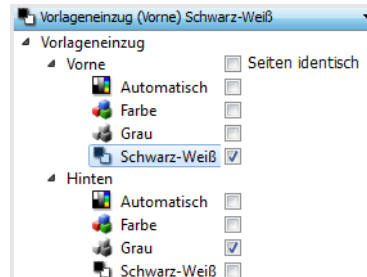 Vorlageneinzug (Vorne) Schwarz-Weiß
Vorlageneinzug
Vorne Seiten identisch
Automatisch
Farbe
Grau
Schwarz-Weiß
Hinten
Automatisch
Farbe
Grau
Schwarz-Weiß